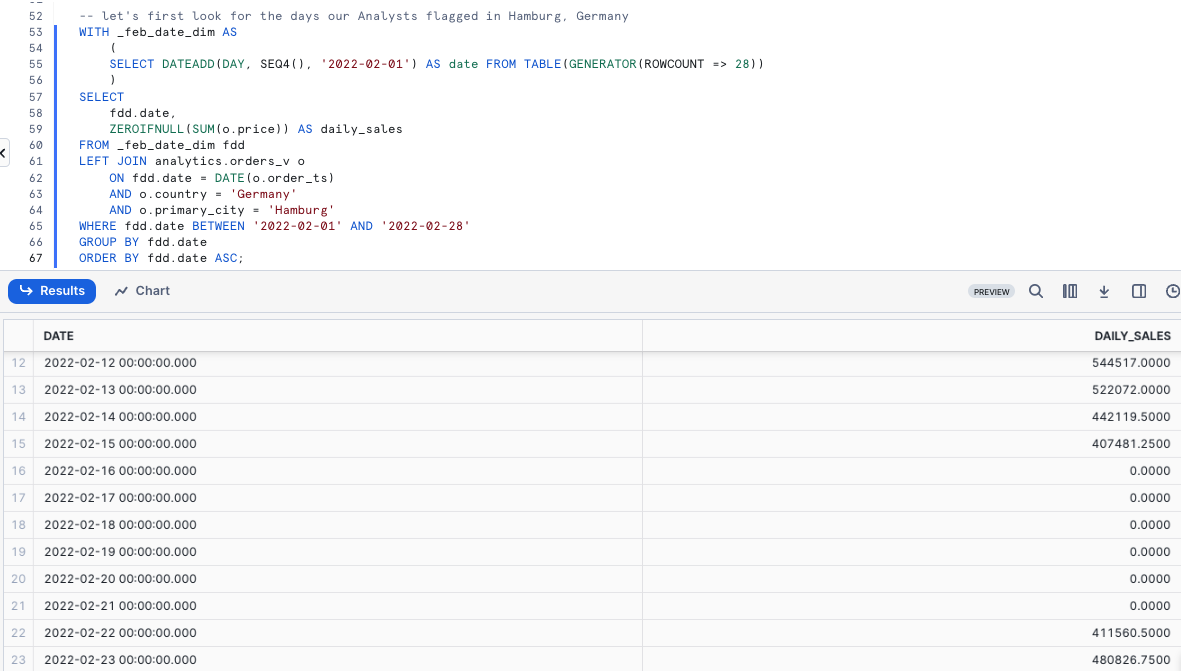 52 -- let's first look for the days our Analysts flagged in Hamburg, Germany
53 WITH _feb_date_dim AS
54 (
55 SELECT DATEADD(DAY, SEQ4(), '2022-02-01') AS date FROM TABLE(GENERATOR(ROWCOUNT => 28))
56 )
57 SELECT
58 fdd.date,
59 ZEROIFNULL(SUM(o.price)) AS daily_sales
60 FROM _feb_date_dim fdd
61 LEFT JOIN analytics.orders_v o
62 ON fdd.date = DATE(o.order_ts)
63 AND o.country = 'Germany'
64 AND o.primary_city = 'Hamburg'
65 WHERE fdd.date BETWEEN '2022-02-01' AND '2022-02-28'
66 GROUP BY fdd.date
67 ORDER BY fdd.date ASC;
Results Chart PREVIEW
DATE DAILY_SALES
12 2022-02-12 00:00:00.000 544517.0000
13 2022-02-13 00:00:00.000 522072.0000
14 2022-02-14 00:00:00.000 442119.5000
15 2022-02-15 00:00:00.000 407481.2500
16 2022-02-16 00:00:00.000 0.0000
17 2022-02-17 00:00:00.000 0.0000
18 2022-02-18 00:00:00.000 0.0000
19 2022-02-19 00:00:00.000 0.0000
20 2022-02-20 00:00:00.000 0.0000
21 2022-02-21 00:00:00.000 0.0000
22 2022-02-22 00:00:00.000 411560.5000
23 2022-02-23 00:00:00.000 480826.7500